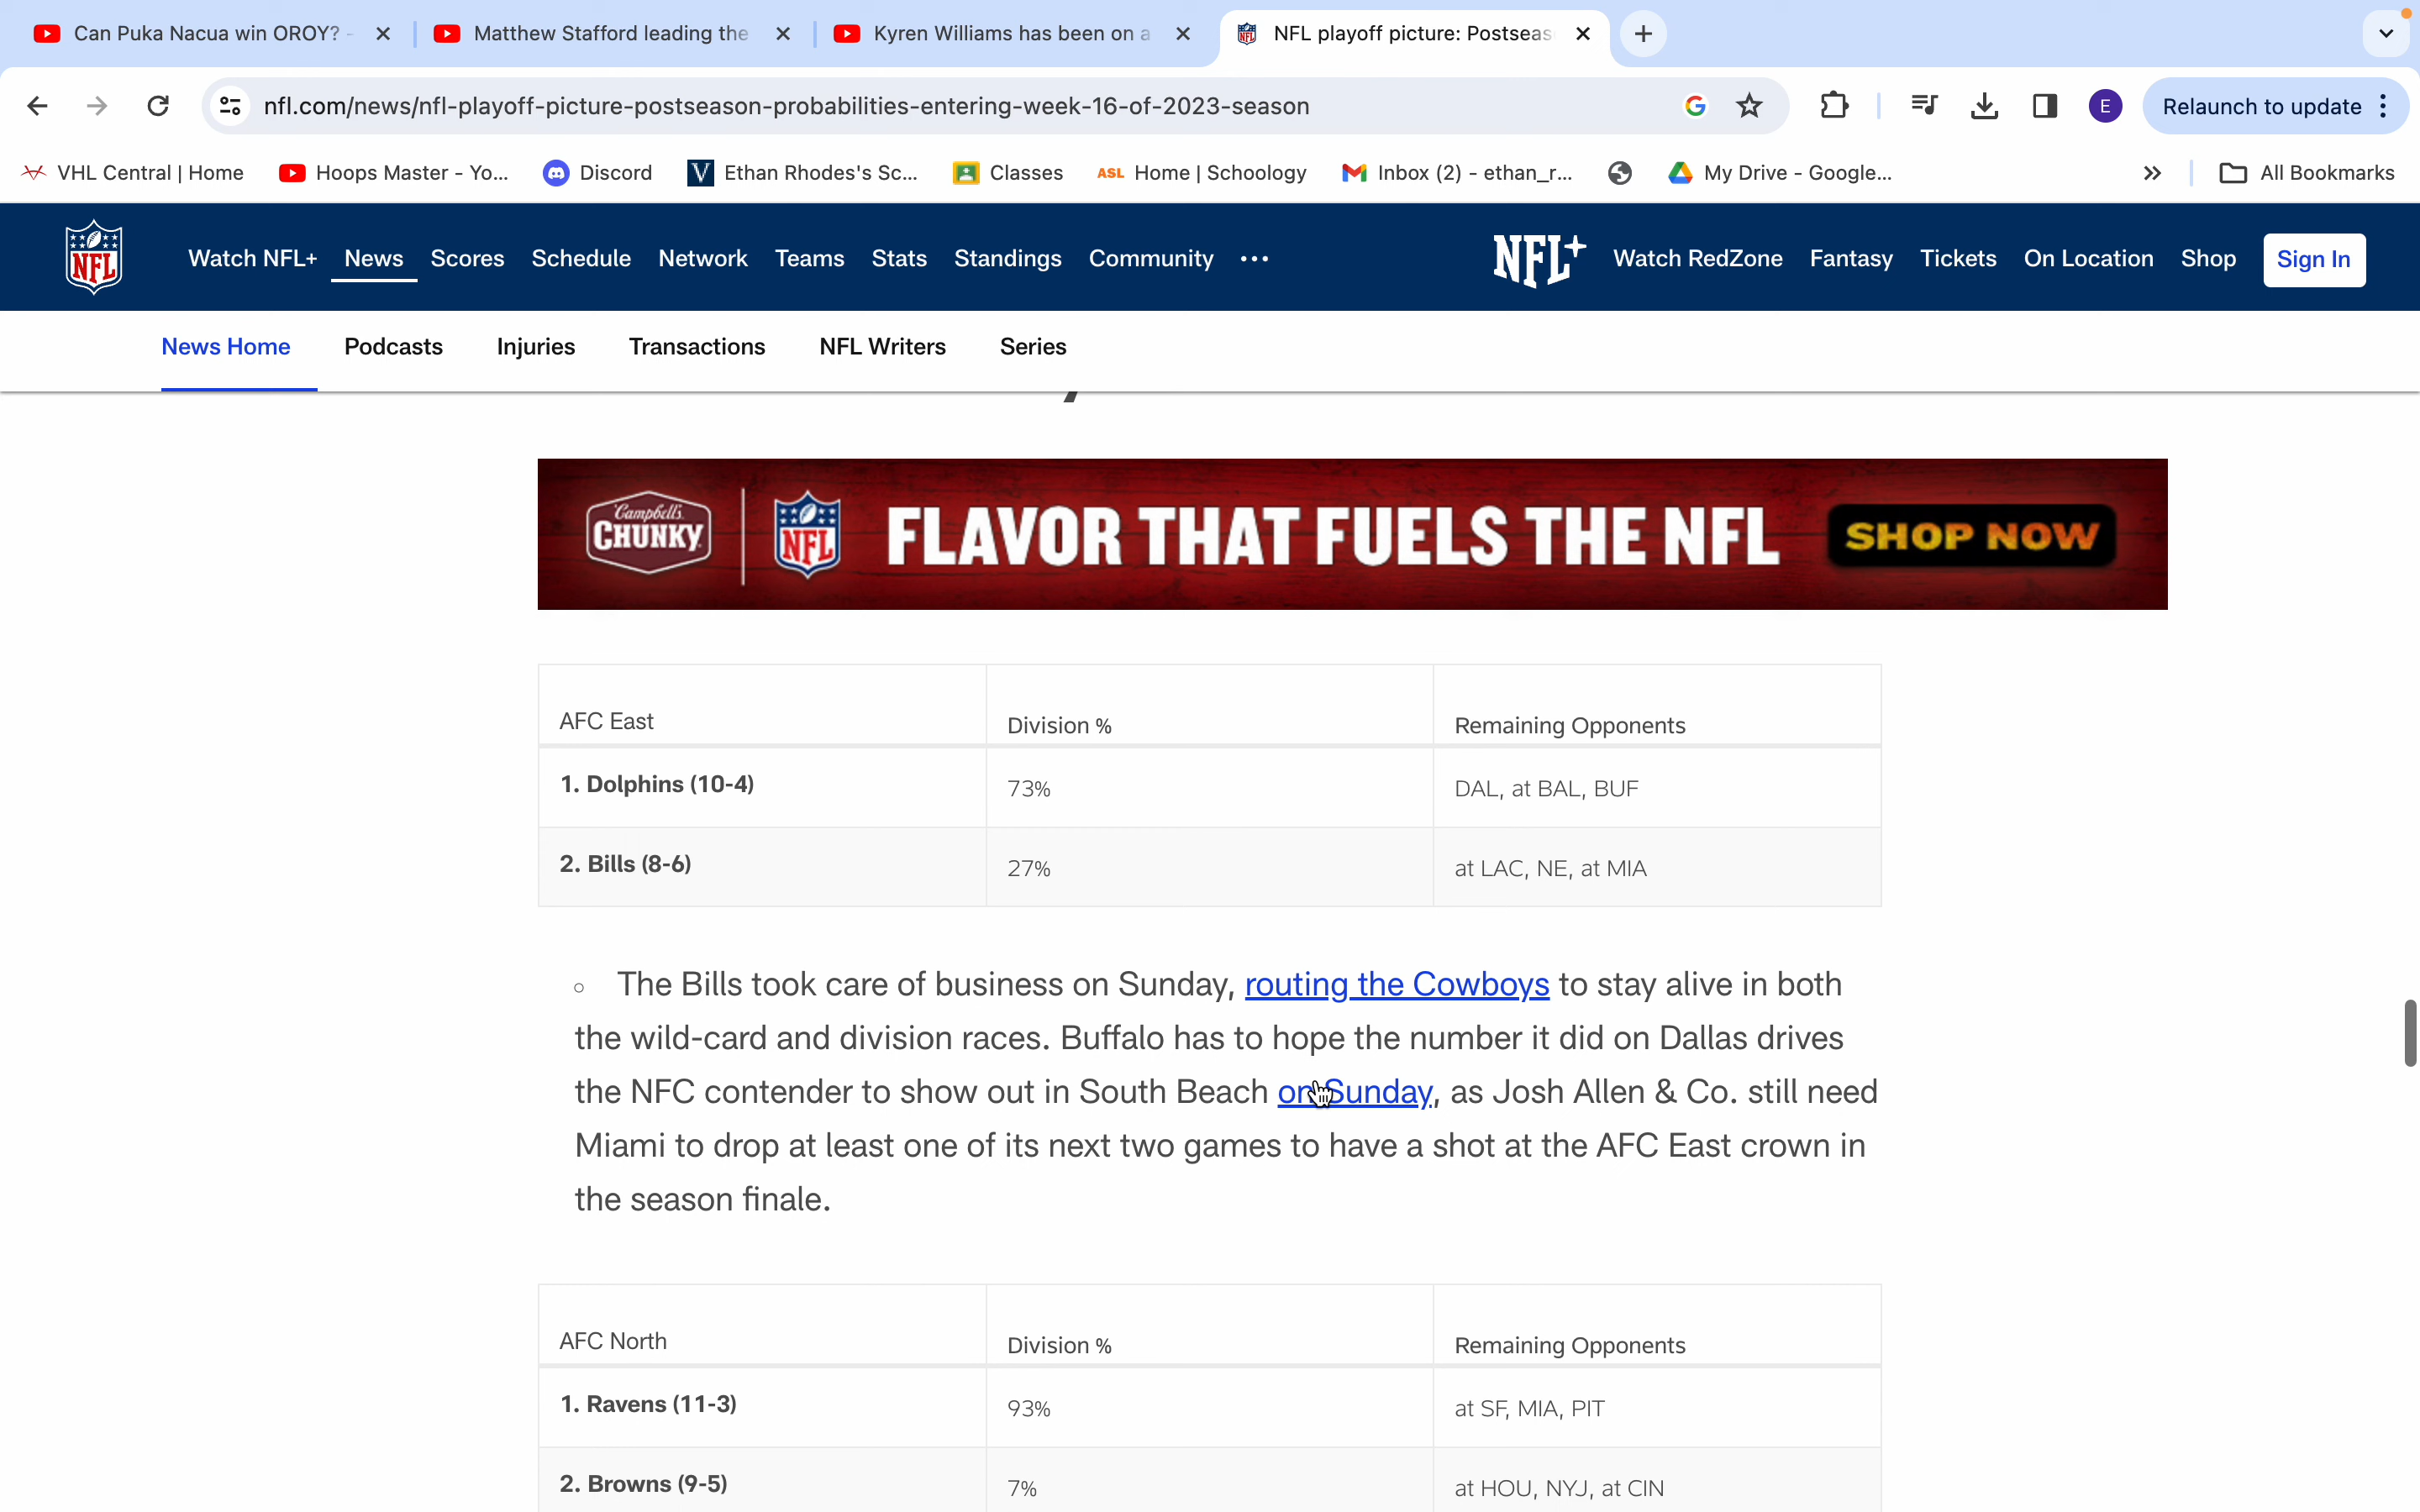 Can Puka Nacua win OROY? -
Matthew Stafford leading the
Kyren Williams has been on a
NFL playoff picture: Postseas
nfl.com/news/nfl-playoff-picture-postseason-probabilities-entering-week-16-of-2023-season
E
Relaunch to update
VHL Central | Home
Hoops Master - Yo...
Discord
V
Ethan Rhodes's Sc...
Classes
ASL
Home | Schoology
Inbox (2) - ethan_r...
My Drive - Google...
All Bookmarks
NFL
Watch NFL+ News Scores Schedule Network Teams Stats Standings Community
NFL+
Watch RedZone Fantasy Tickets On Location Shop Sign In
News Home Podcasts Injuries Transactions NFL Writers Series
Campbell's
CHUNKY
NFL
FLAVOR THAT FUELS THE NFL
SHOP NOW
AFC East Division % Remaining Opponents
1. Dolphins (10-4) 73% DAL, at BAL, BUF
2. Bills (8-6) 27% at LAC, NE, at MIA
The Bills took care of business on Sunday, routing the Cowboys to stay alive in both
the wild-card and division races. Buffalo has to hope the number it did on Dallas drives
the NFC contender to show out in South Beach on Sunday, as Josh Allen & Co. still need
Miami to drop at least one of its next two games to have a shot at the AFC East crown in
the season finale.
AFC North Division % Remaining Opponents
1. Ravens (11-3) 93% at SF, MIA, PIT
2. Browns (9-5) 7% at HOU, NYJ, at CIN